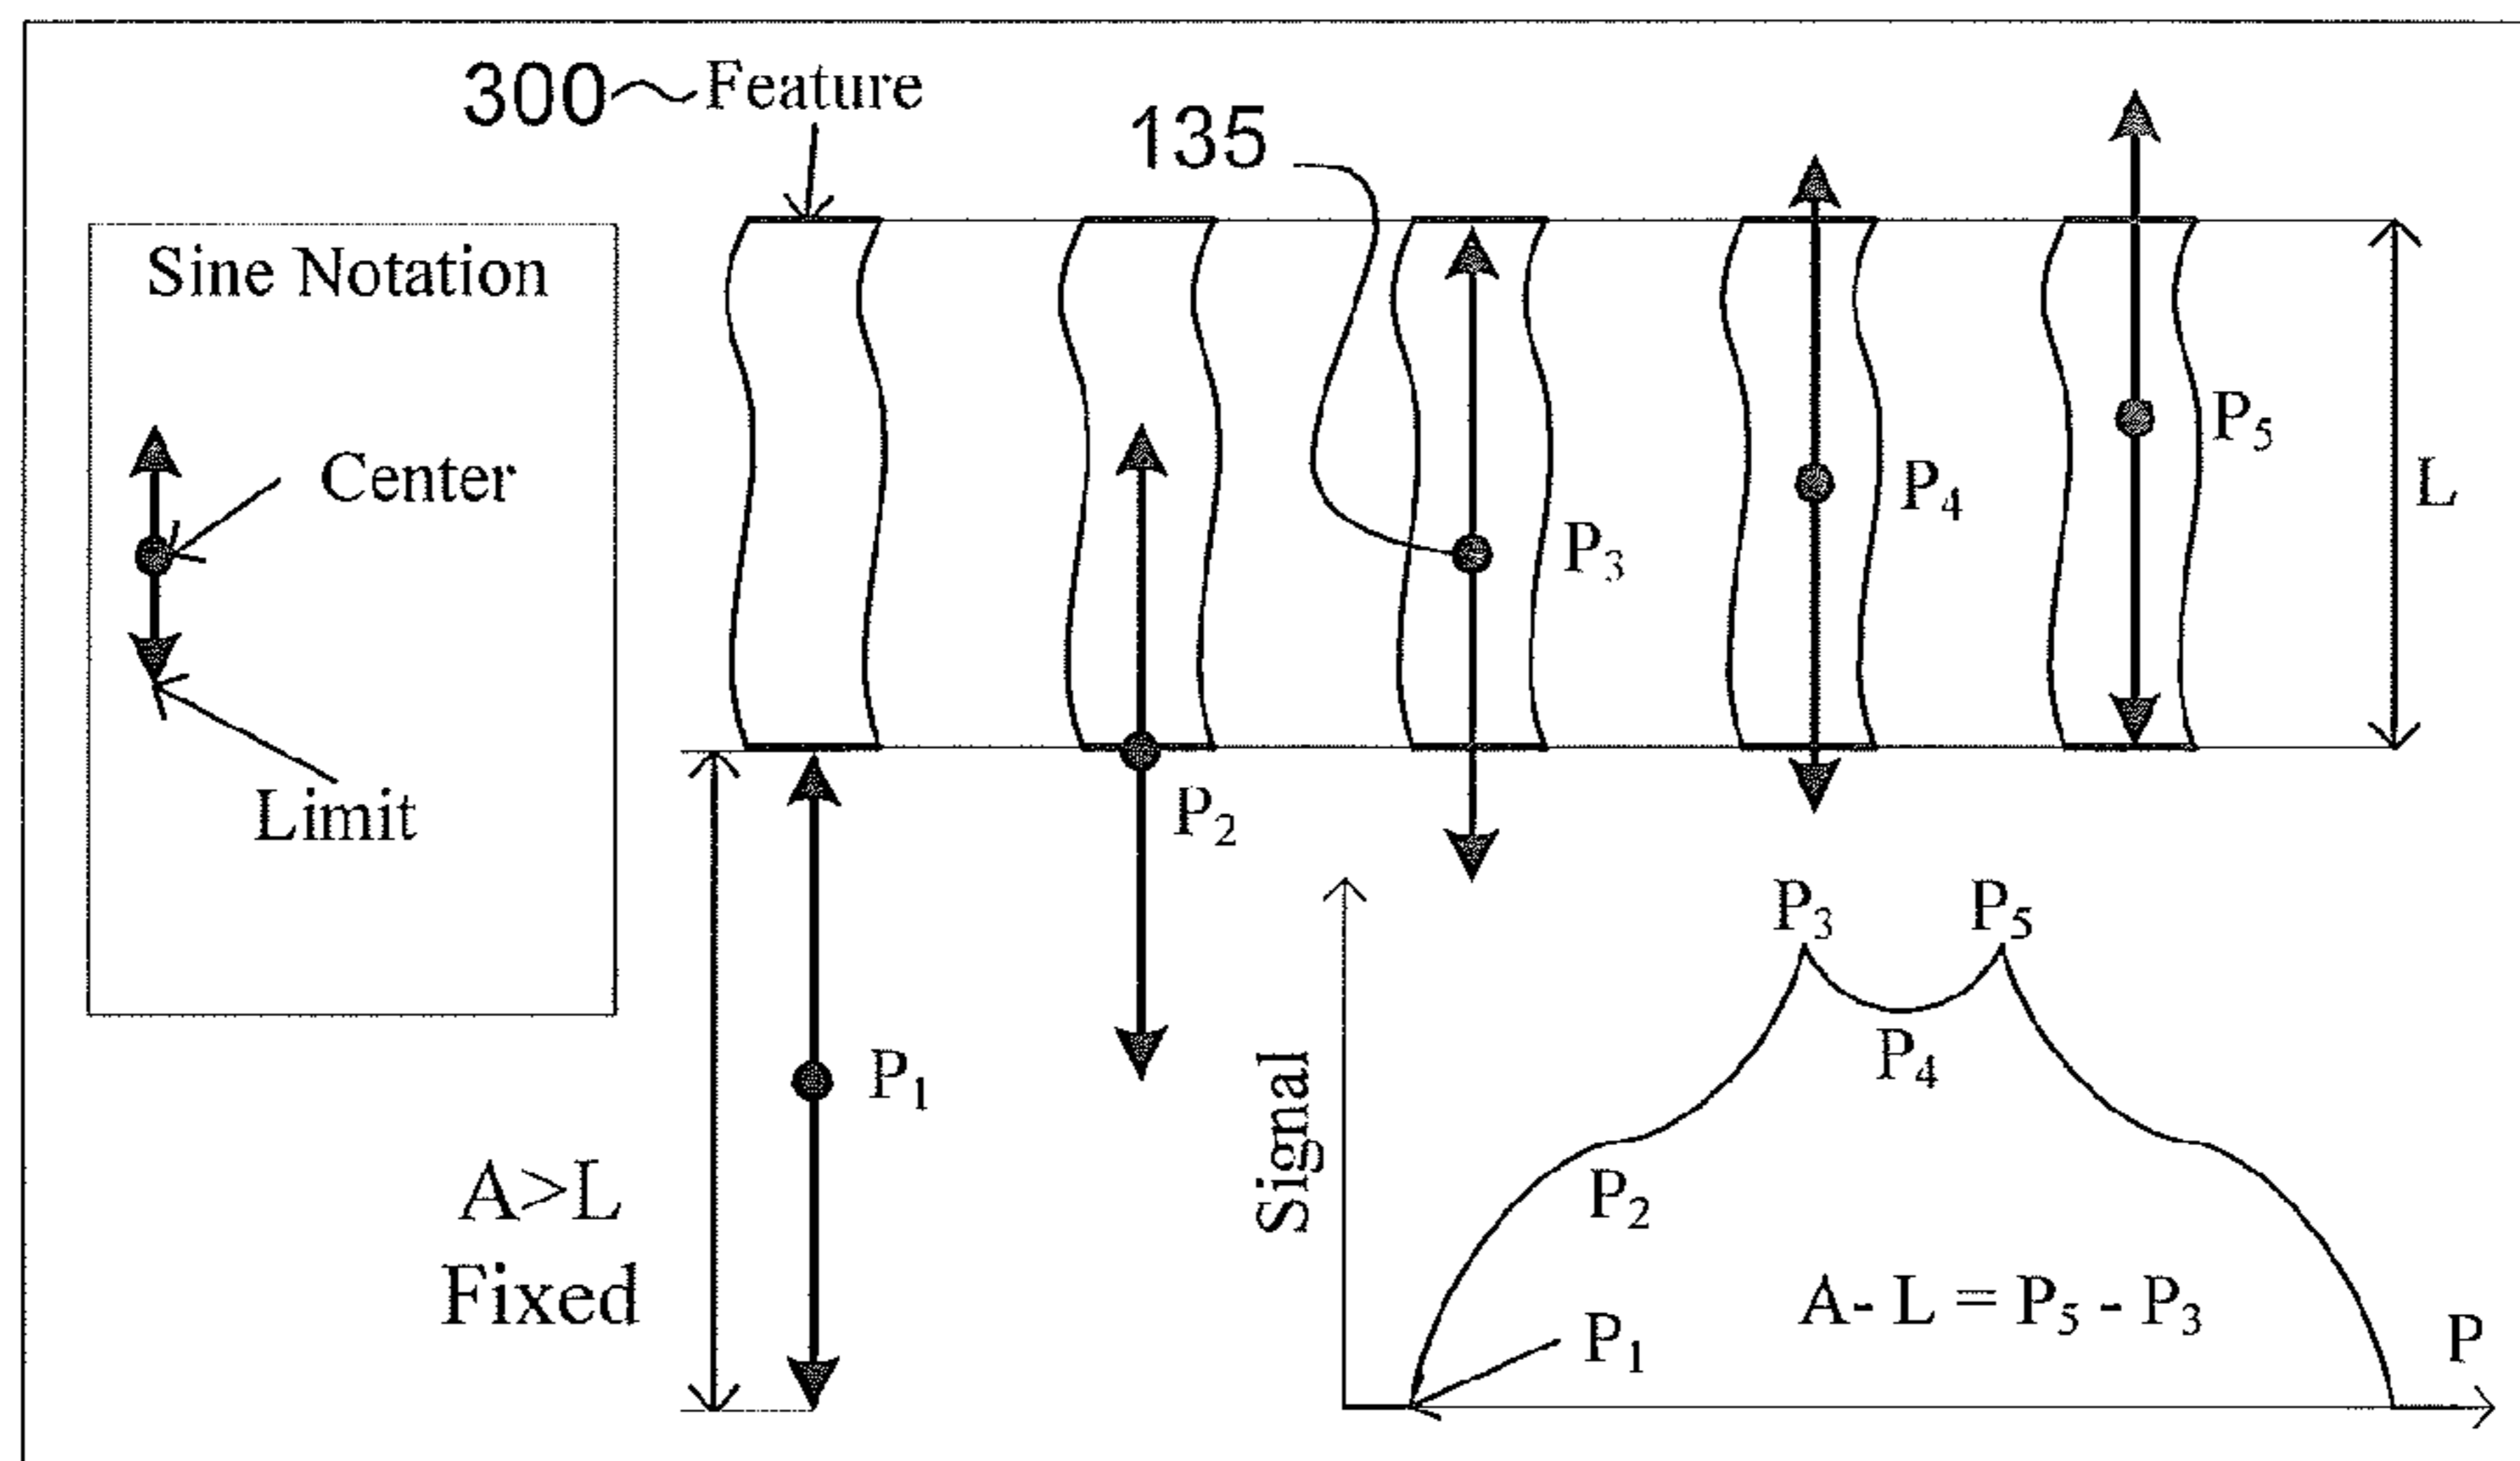 300 Feature
135
Sine Notation
Center
Limit
P5
P4
L
P3
P2
P1
A>L
Fixed
P3 P5
P4
P2
Signal
A- L = P5 - P3
P1
P